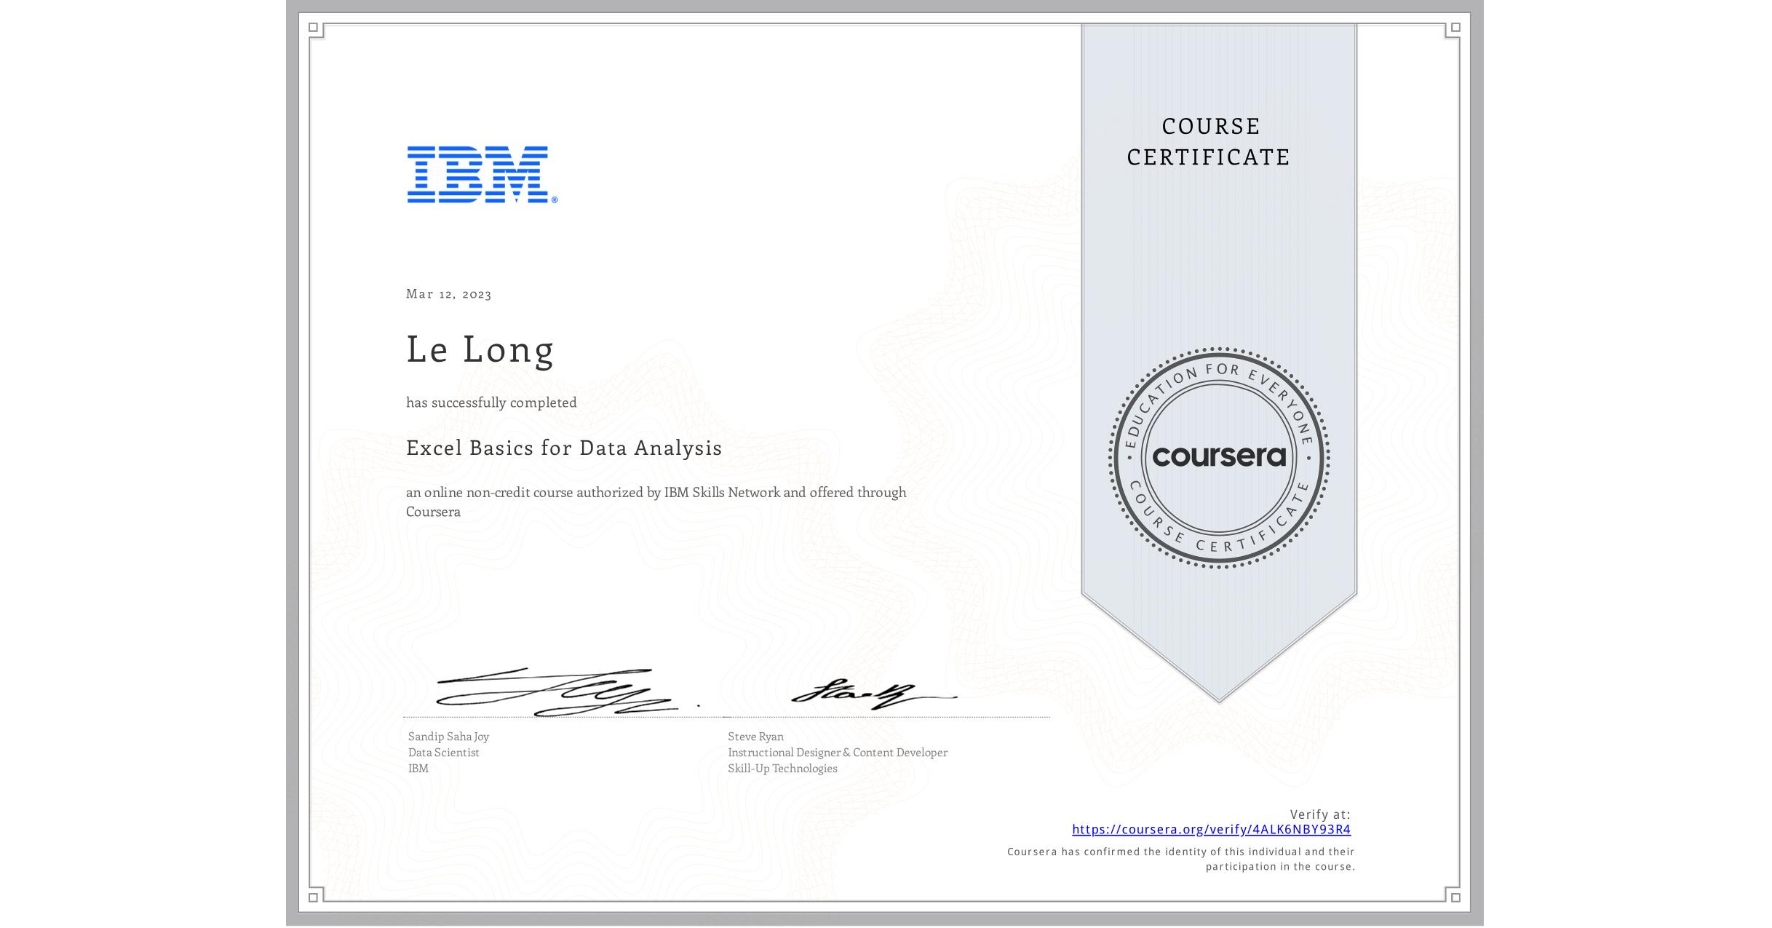 IBM®
COURSE
CERTIFICATE
Mar 12, 2023
Le Long
has successfully completed
Excel Basics for Data Analysis
an online non-credit course authorized by IBM Skills Network and offered through
Coursera
EDUCATION FOR EVERYONE
coursera
COURSE CERTIFICATE
Sandip Saha Joy
Data Scientist
IBM
Steve Ryan
Instructional Designer & Content Developer
Skill-Up Technologies
Verify at:
https://coursera.org/verify/4ALK6NBY93R4
Coursera has confirmed the identity of this individual and their
participation in the course.